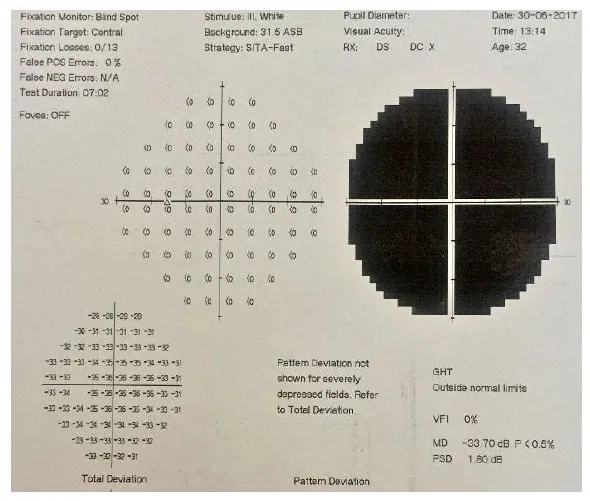 Fixation Monitor: Blind Spot
Fixation Target: Central
Fixation Losses: 0/13
False POS Errors: 0 %
False NEG Errors: N/A
Test Duration: 07:02
Fovea: OFF
Stimulus: III, White
Background: 31.5 ASB
Strategy: SITA-Fast
Pupil Diameter:
Visual Acuity:
RX: DS DC X
Date: 30-06-2017
Time: 13:14
Age: 32
<0 <0 <0 <0
<0 <0 <0 <0 <0 <0
<0 <0 <0 <0 <0 <0 <0 <0
<0 <0 <0 <0 <0 <0 <0 <0 <0 <0
<0 <0 <0 <0 <0 <0 <0 <0 <0 <0
30 30
<0 <0 <0 <0 <0 <0 <0 <0 <0 <0
<0 <0 <0 <0 <0 <0 <0 <0 <0 <0
<0 <0 <0 <0 <0 <0 <0 <0
<0 <0 <0 <0 <0 <0
<0 <0 <0 <0
-28 -28 -29 -29
-30 -31 -31 -31 -31 -31
-32 -32 -33 -33 -33 -33 -33 -32
-33 -33 -33 -34 -35 -35 -34 -33 -33 -31
-33 -33 -35 -36 -36 -35 -33 -31
-33 -34 -35 -36 -36 -35 -33 -31
-33 -33 -34 -35 -36 -36 -35 -34 -33 -31
-34 -34 -34 -35 -35 -34 -33 -32
-33 -33 -33 -33 -32 -32
-33 -32 -32 -31
Total Deviation
Pattern Deviation not
shown for severely
depressed fields. Refer
to Total Deviation
Pattern Deviation
GHT
Outside normal limits
VFI 0%
MD -33.70 dB P < 0.5%
PSD 1.80 dB